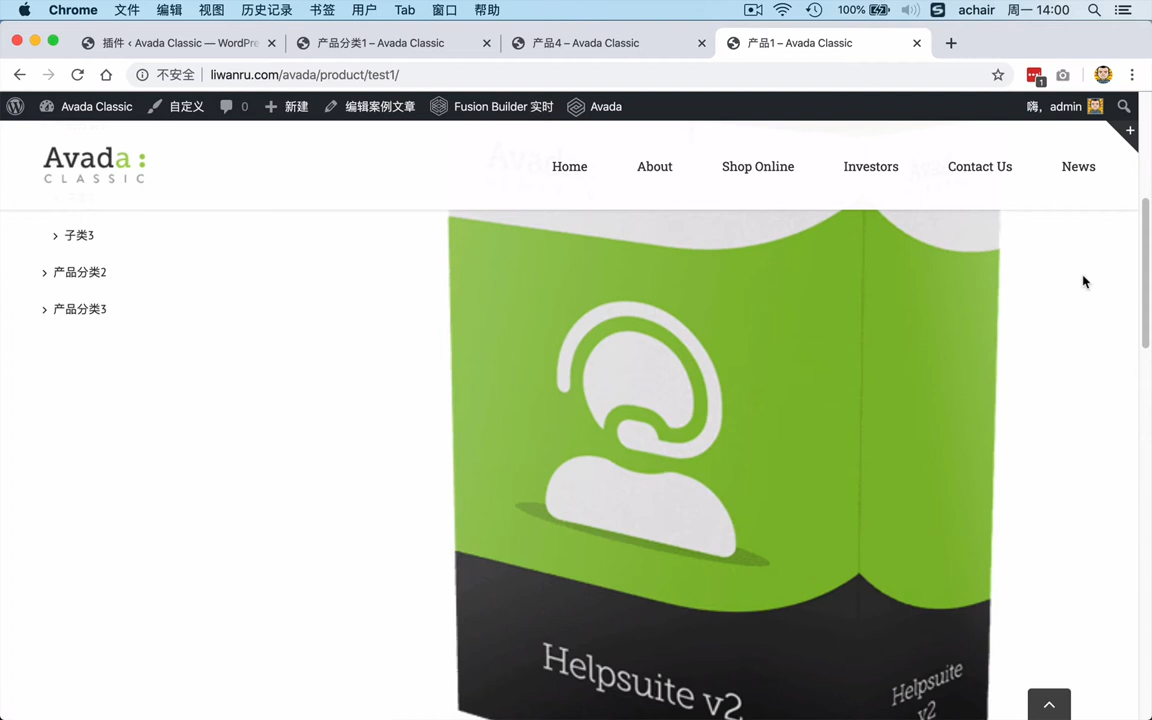 Chrome 文件 编辑 视图 历史记录 书签 用户 Tab 窗口 帮助 100% achair 周一 14:00
插件 ‹ Avada Classic — WordPre 产品分类1 – Avada Classic 产品4 – Avada Classic 产品1 – Avada Classic
不安全 liwanru.com/avada/product/test1/ 1
Avada Classic 自定义 0 新建 编辑案例文章 Fusion Builder 实时 Avada 嗨，admin
Avada:
CLASSIC
Home About Shop Online Investors Contact Us News
子类3
产品分类2
产品分类3
Helpsuite v2
Helpsuite
v2